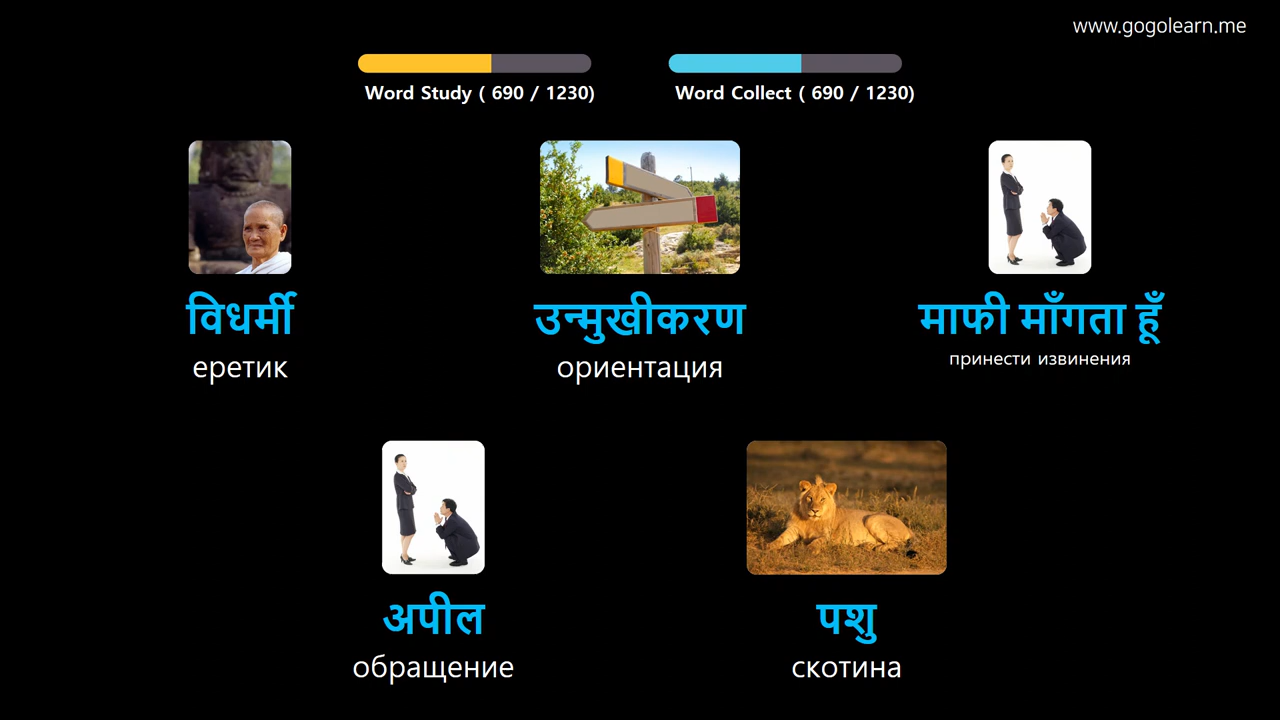 www.gogolearn.me
Word Study ( 690 / 1230)
Word Collect ( 690 / 1230)
विधर्मी
еретик
उन्मुखीकरण
ориентация
माफी माँगता हूँ
принести извинения
अपील
обращение
पशु
скотина